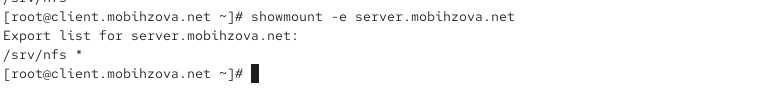 [root@client.mobihzova.net ~]# showmount -e server.mobihzova.net
Export list for server.mobihzova.net:
/srv/nfs *
[root@client.mobihzova.net ~]#